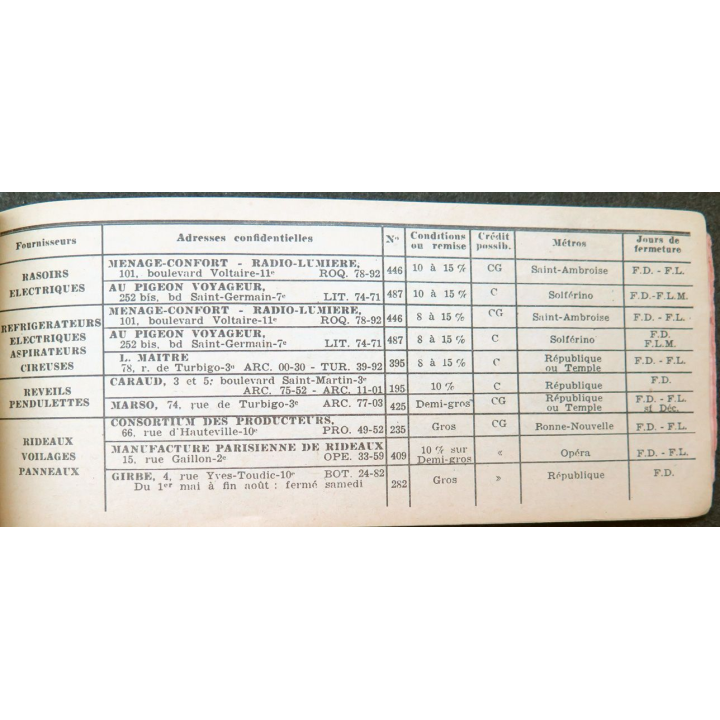 Fournisseurs Adresses confidentielles N° Conditions ou remise Crédit possib. Métros Jours de fermeture
RASOIRS ELECTRIQUES
MENAGE-CONFORT - RADIO-LUMIERE,
101, boulevard Voltaire-11e ROQ. 78-92 446 10 à 15 % CG Saint-Ambroise F.D. - F.L.
AU PIGEON VOYAGEUR,
252 bis, bd Saint-Germain-7e LIT. 74-71 487 10 à 15 % C Solférino F.D.-F.L.M.
REFRIGERATEURS ELECTRIQUES ASPIRATEURS CIREUSES
MENAGE-CONFORT - RADIO-LUMIERE,
101, boulevard Voltaire-11e ROQ. 78-92 446 8 à 15 % CG Saint-Ambroise F.D. - F.L.
AU PIGEON VOYAGEUR,
252 bis, bd Saint-Germain-7e LIT. 74-71 487 8 à 15 % C Solférino F.D. F.L.M.
L. MAITRE
78, r. de Turbigo-3e ARC. 00-30 - TUR. 39-92 395 8 à 15 % C République ou Temple F.D. - F.L.
REVEILS PENDULETTES
CARAUD, 3 et 5, boulevard Saint-Martin-3e
ARC. 75-52 - ARC. 11-01 195 10 % C République F.D.
MARSO, 74, rue de Turbigo-3e ARC. 77-03 425 Demi-gros CG République ou Temple F.D. - F.L. sf Déc.
RIDEAUX VOILAGES PANNEAUX
CONSORTIUM DES PRODUCTEURS,
66, rue d'Hauteville-10e PRO. 49-52 235 Gros CG Bonne-Nouvelle F.D. - F.L.
MANUFACTURE PARISIENNE DE RIDEAUX
15, rue Gaillon-2e OPE. 33-59 409 10 % sur Demi-gros « Opéra F.D. - F.L.
GIRBE, 4, rue Yves-Toudic-10e BOT. 24-82
Du 1er mai à fin août : fermé samedi 282 Gros » République F.D.